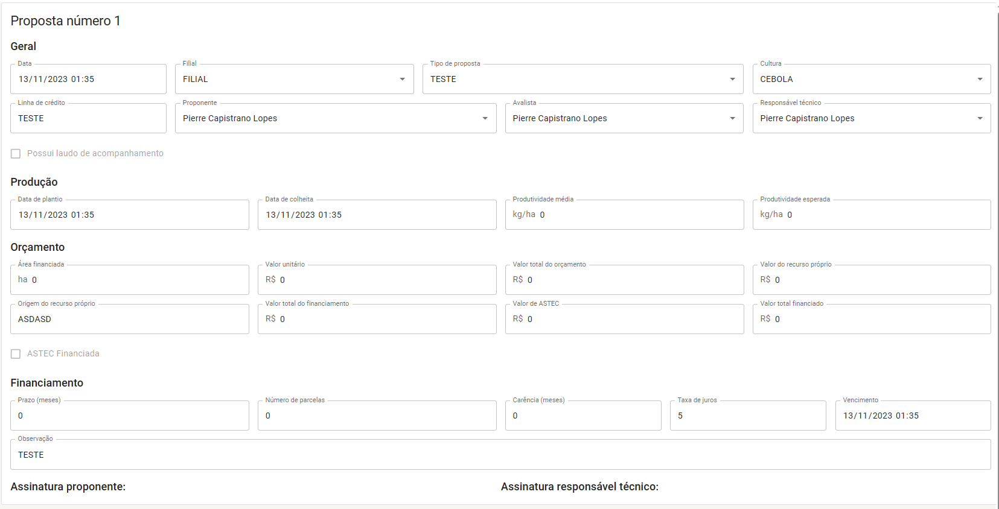 Proposta número 1
Geral
Data Filial Tipo de proposta Cultura
13/11/2023 01:35 FILIAL TESTE CEBOLA
Linha de crédito Proponente Avalista Responsável técnico
TESTE Pierre Capistrano Lopes Pierre Capistrano Lopes Pierre Capistrano Lopes
Possui laudo de acompanhamento
Produção
Data de plantio Data de colheita Produtividade média Produtividade esperada
13/11/2023 01:35 13/11/2023 01:35 kg/ha 0 kg/ha 0
Orçamento
Área financiada Valor unitário Valor total do orçamento Valor do recurso próprio
ha 0 R$ 0 R$ 0 R$ 0
Origem do recurso próprio Valor total do financiamento Valor de ASTEC Valor total financiado
ASDASD R$ 0 R$ 0 R$ 0
ASTEC Financiada
Financiamento
Prazo (meses) Número de parcelas Carência (meses) Taxa de juros Vencimento
0 0 0 5 13/11/2023 01:35
Observação
TESTE
Assinatura proponente: Assinatura responsável técnico: